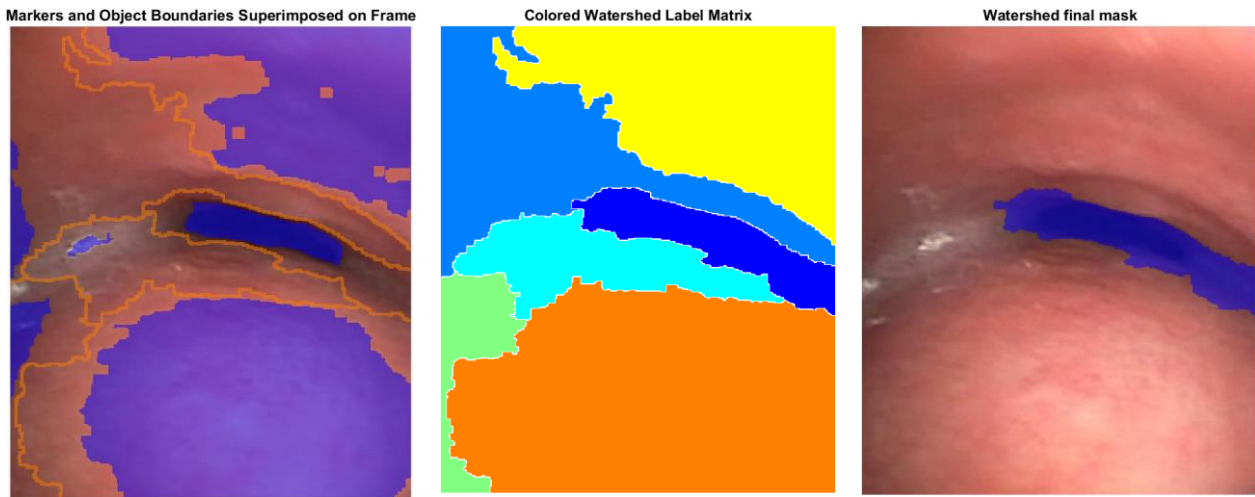 Markers and Object Boundaries Superimposed on Frame
Colored Watershed Label Matrix
Watershed final mask